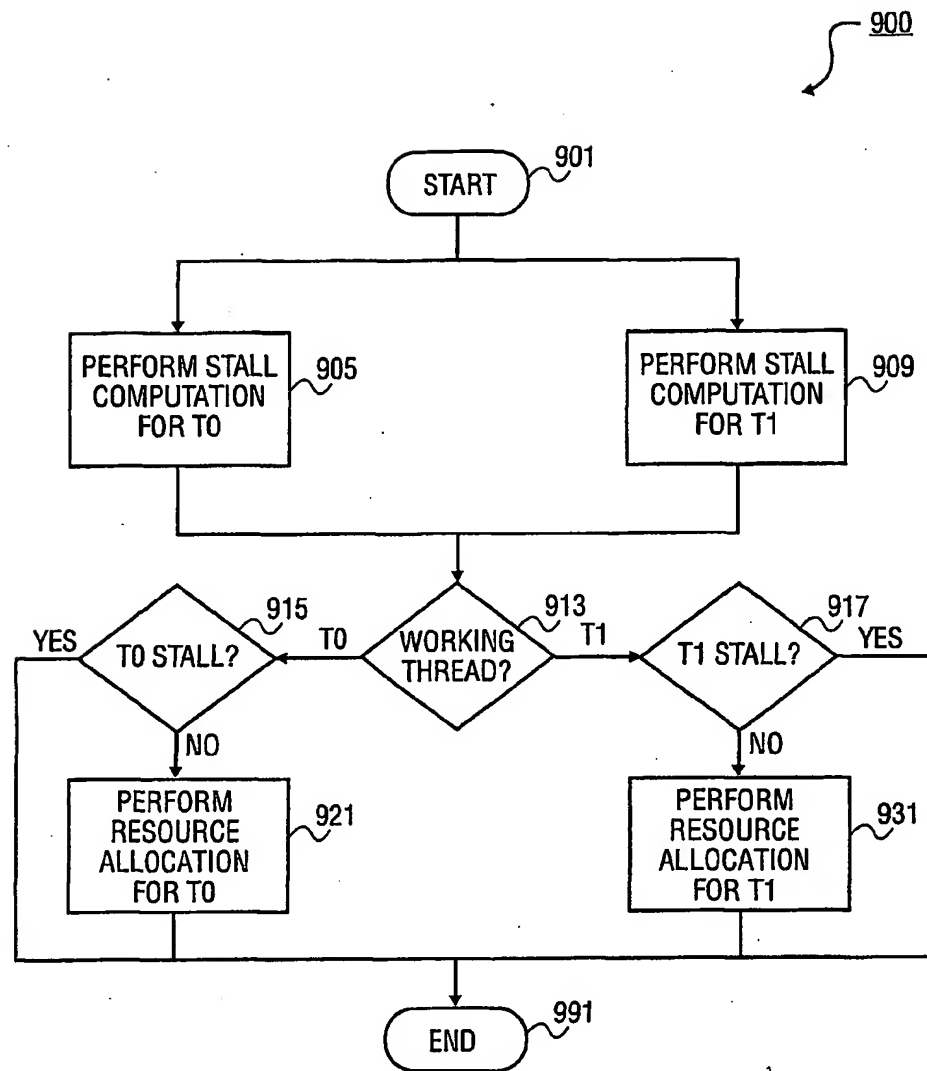 900
START
901
PERFORM STALL
COMPUTATION
FOR T0
905
PERFORM STALL
COMPUTATION
FOR T1
909
YES
T0 STALL?
915
T0
WORKING
THREAD?
913
T1
T1 STALL?
917
YES
NO
NO
PERFORM
RESOURCE
ALLOCATION
FOR T0
921
PERFORM
RESOURCE
ALLOCATION
FOR T1
931
END
991